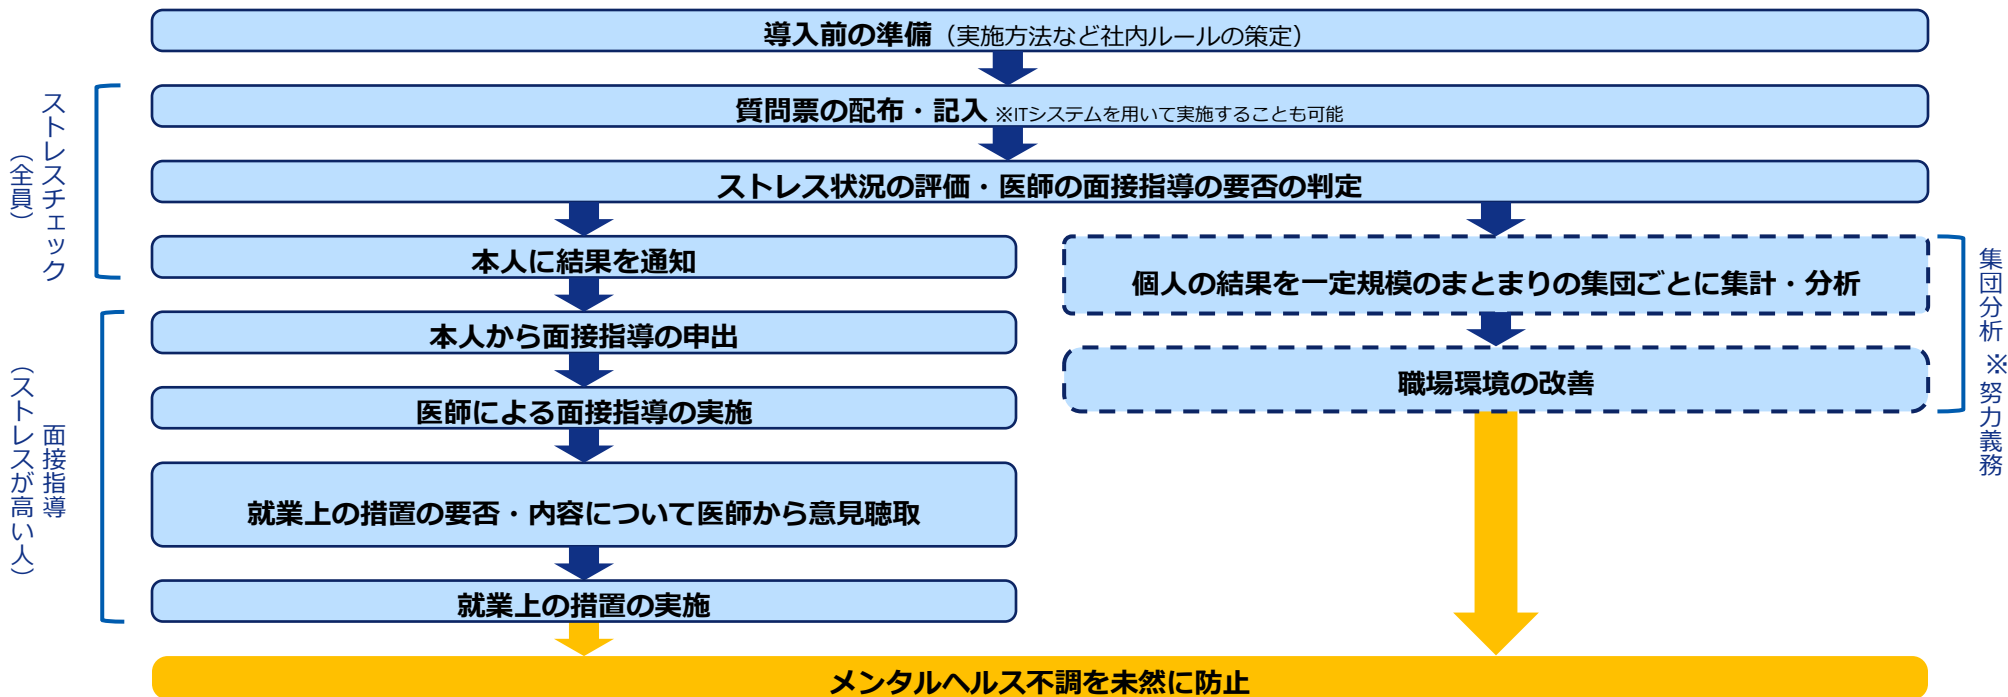 導入前の準備（実施方法など社内ルールの策定）
ストレスチェック
（全員）
質問票の配布・記入 ※ITシステムを用いて実施することも可能
ストレス状況の評価・医師の面接指導の要否の判定
本人に結果を通知
面接指導
（ストレスが高い人）
本人から面接指導の申出
医師による面接指導の実施
就業上の措置の要否・内容について医師から意見聴取
就業上の措置の実施
個人の結果を一定規模のまとまりの集団ごとに集計・分析
職場環境の改善
集団分析 ※努力義務
メンタルヘルス不調を未然に防止